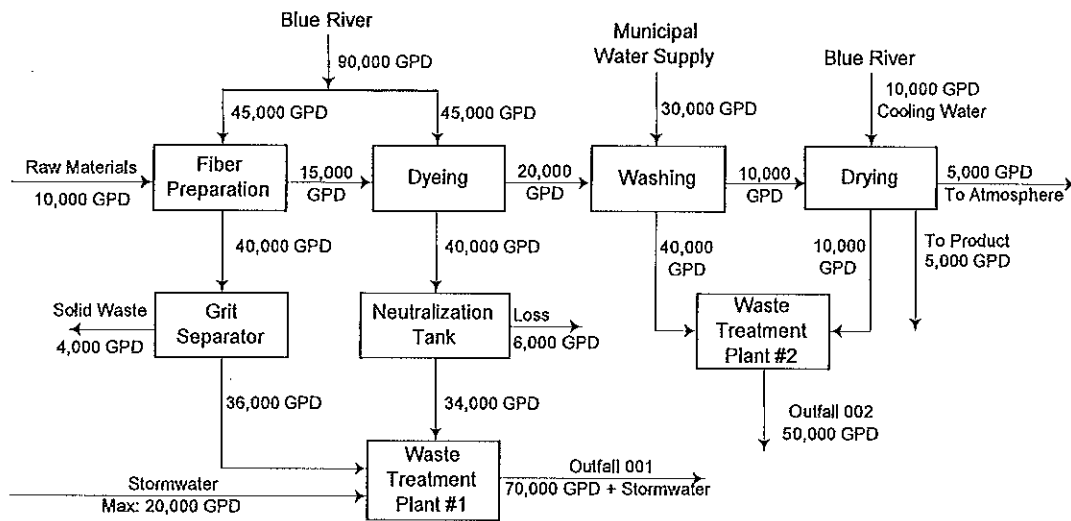 Blue River
90,000 GPD
45,000 GPD
45,000 GPD
Municipal
Water Supply
30,000 GPD
Blue River
10,000 GPD
Cooling Water
Raw Materials
10,000 GPD
Fiber
Preparation
15,000
GPD
Dyeing
20,000
GPD
Washing
10,000
GPD
Drying
5,000 GPD
To Atmosphere
40,000 GPD
40,000 GPD
40,000
GPD
10,000
GPD
To Product
5,000 GPD
Solid Waste
4,000 GPD
Grit
Separator
Neutralization
Tank
Loss
6,000 GPD
Waste
Treatment
Plant #2
36,000 GPD
34,000 GPD
Outfall 002
50,000 GPD
Stormwater
Max: 20,000 GPD
Waste
Treatment
Plant #1
Outfall 001
70,000 GPD + Stormwater